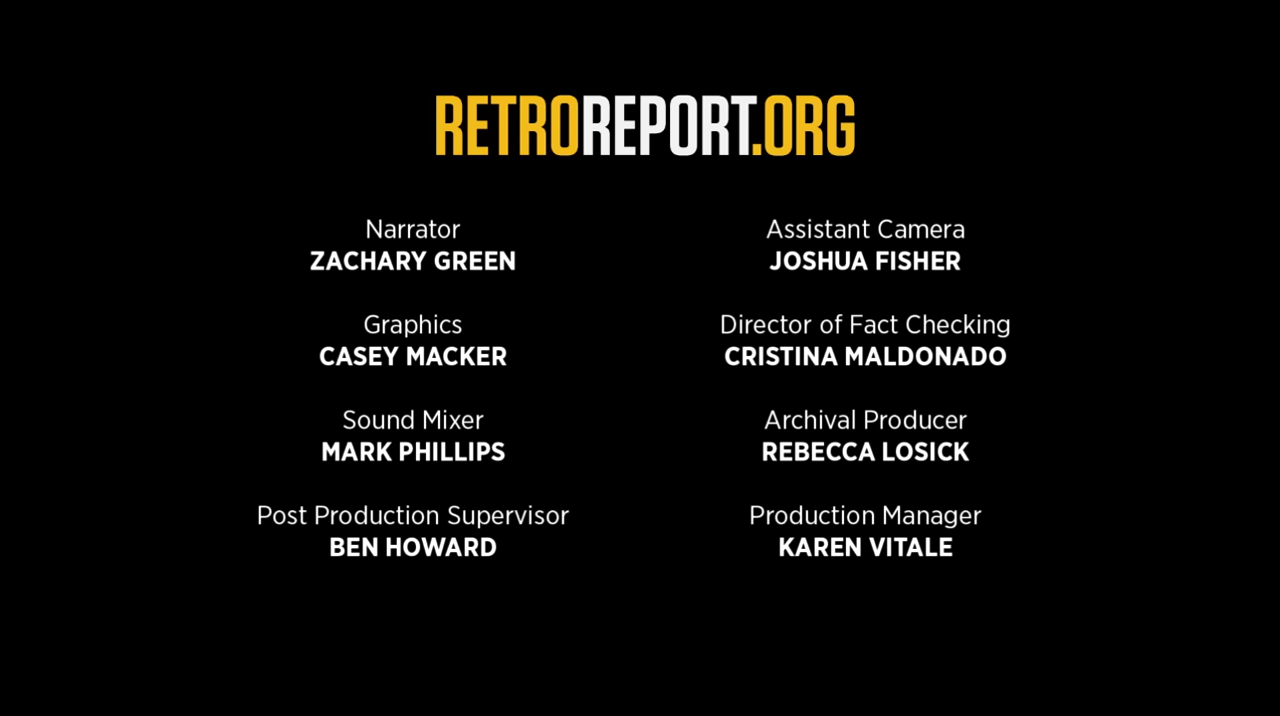 RETROREPORT.ORG
Narrator
ZACHARY GREEN
Graphics
CASEY MACKER
Sound Mixer
MARK PHILLIPS
Post Production Supervisor
BEN HOWARD
Assistant Camera
JOSHUA FISHER
Director of Fact Checking
CRISTINA MALDONADO
Archival Producer
REBECCA LOSICK
Production Manager
KAREN VITALE